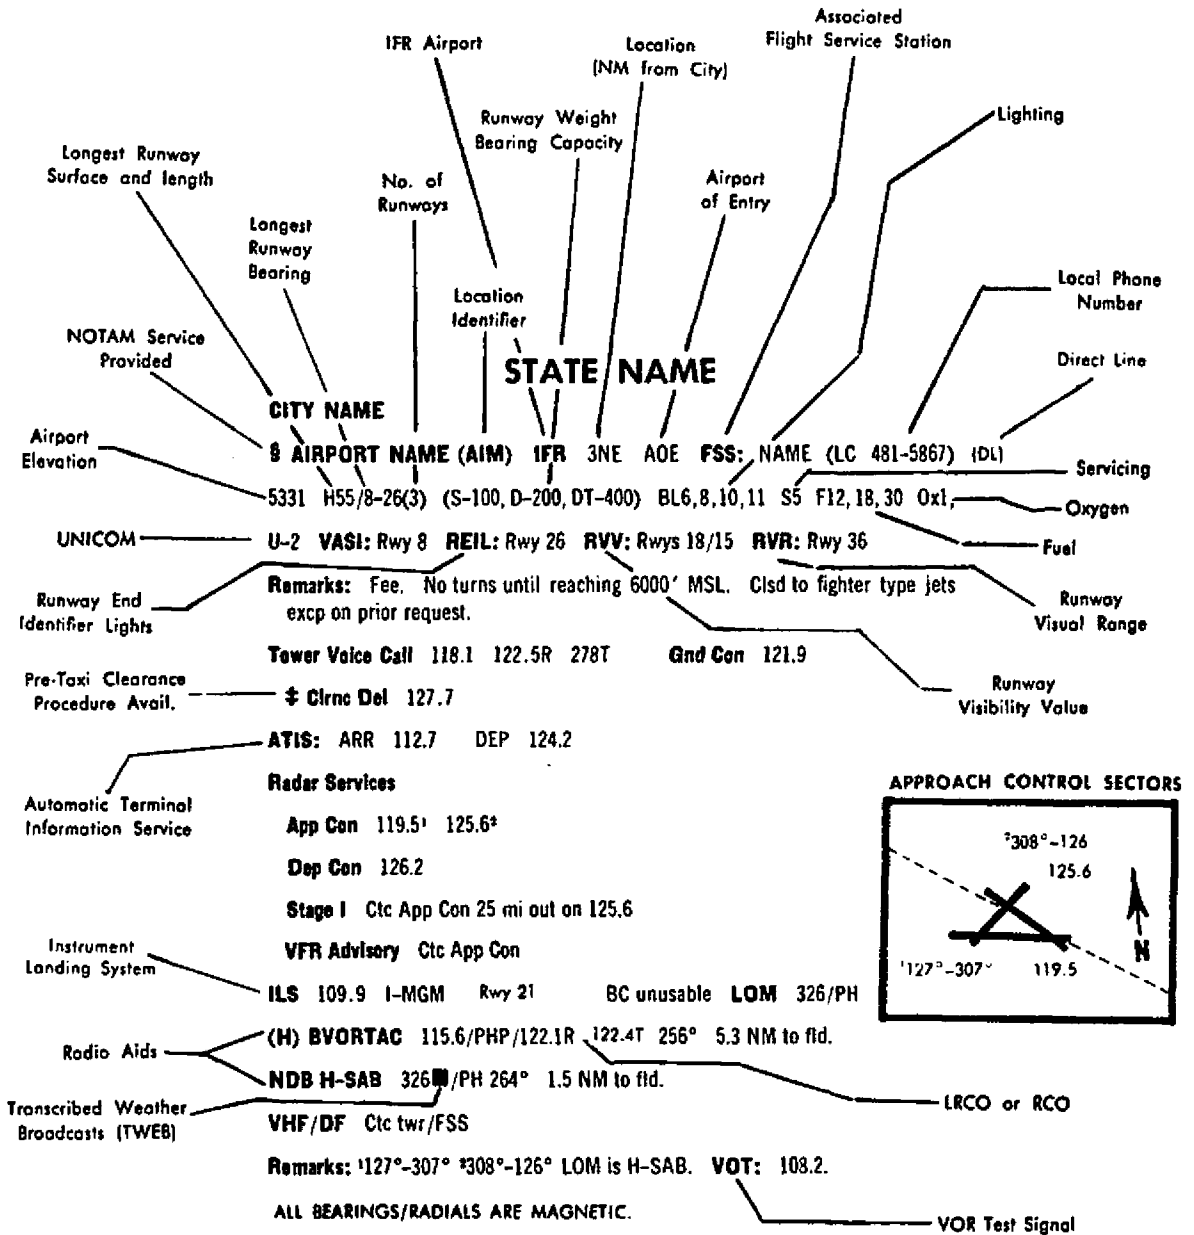 Associated
Flight Service Station
IFR Airport
Location
(NM from City)
Runway Weight
Bearing Capacity
Lighting
Longest Runway
Surface and length
No. of
Runways
Airport
of Entry
Longest
Runway
Bearing
Location
Identifier
Local Phone
Number
NOTAM Service
Provided
STATE NAME
Direct Line
CITY NAME
Airport
Elevation
§ AIRPORT NAME (AIM) IFR 3NE AOE FSS: NAME (LC 481-5867) (DL)
Servicing
5331 H55/8-26(3) (S-100, D-200, DT-400) BL6,8,10,11 S5 F12,18,30 Ox1,
Oxygen
UNICOM
U-2 VASI: Rwy 8 REIL: Rwy 26 RVV: Rwys 18/15 RVR: Rwy 36
Fuel
Remarks: Fee. No turns until reaching 6000' MSL. Clsd to fighter type jets
excp on prior request.
Runway End
Identifier Lights
Runway
Visual Range
Tower Voice Call 118.1 122.5R 278T Gnd Con 121.9
Pre-Taxi Clearance
Procedure Avail.
‡ Clrnc Del 127.7
Runway
Visibility Value
ATIS: ARR 112.7 DEP 124.2
Radar Services
APPROACH CONTROL SECTORS
Automatic Terminal
Information Service
App Con 119.5¹ 125.6²
²308°-126
125.6
Dep Con 126.2
Stage I Ctc App Con 25 mi out on 125.6
Instrument
Landing System
VFR Advisory Ctc App Con
N
¹127°-307° 119.5
ILS 109.9 I-MGM Rwy 21 BC unusable LOM 326/PH
(H) BVORTAC 115.6/PHP/122.1R 122.4T 256° 5.3 NM to fld.
Radio Aids
NDB H-SAB 326■/PH 264° 1.5 NM to fld.
LRCO or RCO
Transcribed Weather
Broadcasts (TWEB)
VHF/DF Ctc twr/FSS
Remarks: ¹127°-307° ²308°-126° LOM is H-SAB. VOT: 108.2.
ALL BEARINGS/RADIALS ARE MAGNETIC.
VOR Test Signal